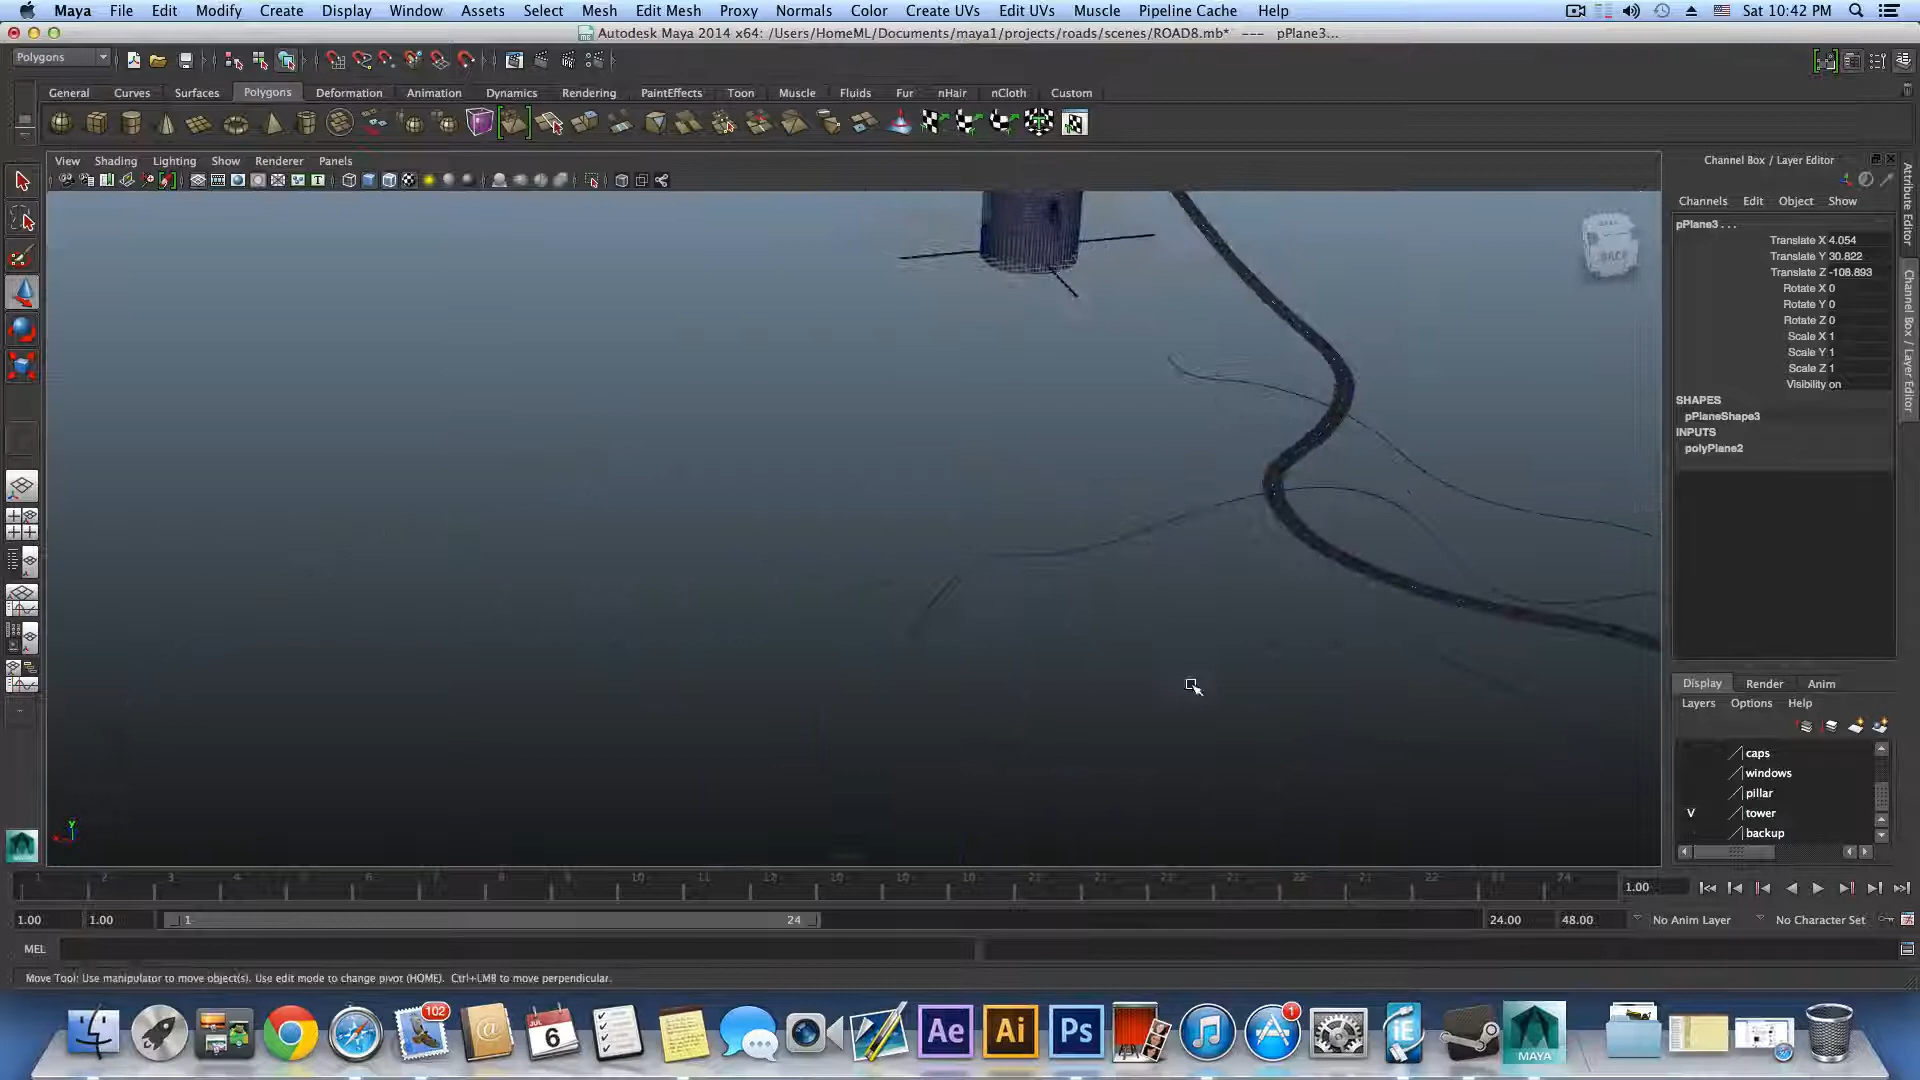 Maya File Edit Modify Create Display Window Assets Select Mesh Edit Mesh Proxy Normals Color Create UVs Edit UVs Muscle Pipeline Cache Help Sat 10:42 PM
Autodesk Maya 2014 x64: /Users/HomeML/Documents/maya1/projects/roads/scenes/ROAD8.mb* --- pPlane3...
Polygons
General Curves Surfaces Polygons Deformation Animation Dynamics Rendering PaintEffects Toon Muscle Fluids Fur nHair nCloth Custom
View Shading Lighting Show Renderer Panels
Channel Box / Layer Editor
Channels Edit Object Show
pPlane3 . . .
Translate X 4.054
Translate Y 30.822
Translate Z -108.893
Rotate X 0
Rotate Y 0
Rotate Z 0
Scale X 1
Scale Y 1
Scale Z 1
Visibility on
SHAPES
pPlaneShape3
INPUTS
polyPlane2
Attribute Editor
Channel Box / Layer Editor
BACK
Display Render Anim
Layers Options Help
caps
windows
pillar
V tower
backup
1.00
1.00 1.00 1 24 24.00 48.00 No Anim Layer No Character Set
MEL
Move Tool: Use manipulator to move object(s). Use edit mode to change pivot (HOME). Ctrl+LMB to move perpendicular.
102
JUL
6
Ae Ai Ps
1
iE
MAYA